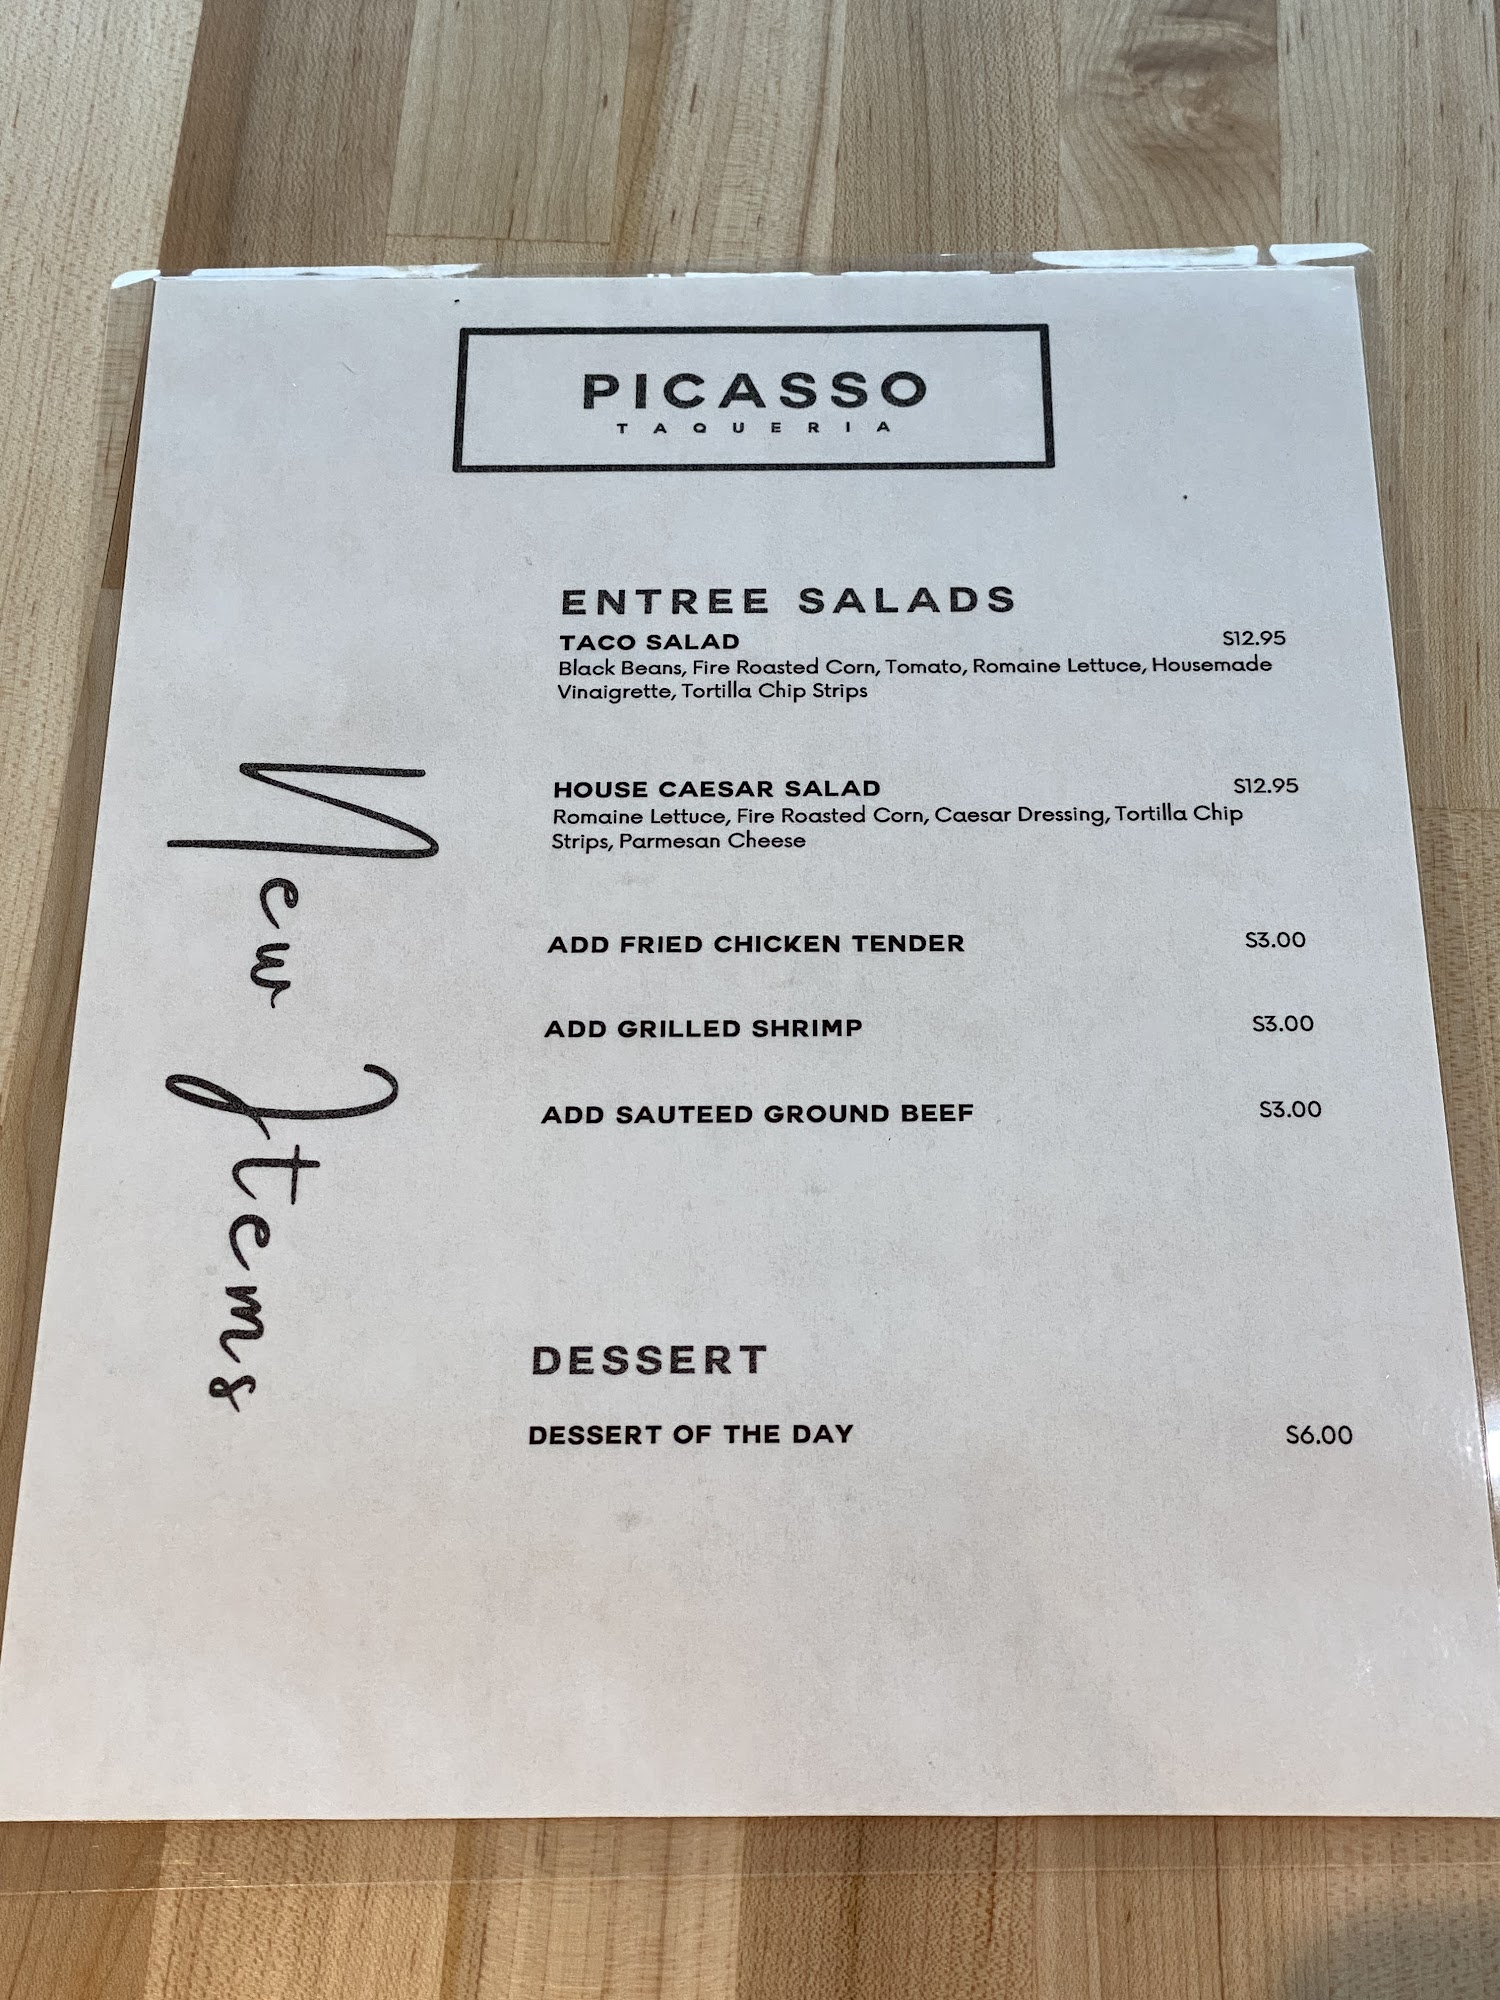 PICASSO
TAQUERIA
New Items
ENTREE SALADS
TACO SALAD $12.95
Black Beans, Fire Roasted Corn, Tomato, Romaine Lettuce, Housemade
Vinaigrette, Tortilla Chip Strips
HOUSE CAESAR SALAD $12.95
Romaine Lettuce, Fire Roasted Corn, Caesar Dressing, Tortilla Chip
Strips, Parmesan Cheese
ADD FRIED CHICKEN TENDER $3.00
ADD GRILLED SHRIMP $3.00
ADD SAUTEED GROUND BEEF $3.00
DESSERT
DESSERT OF THE DAY $6.00